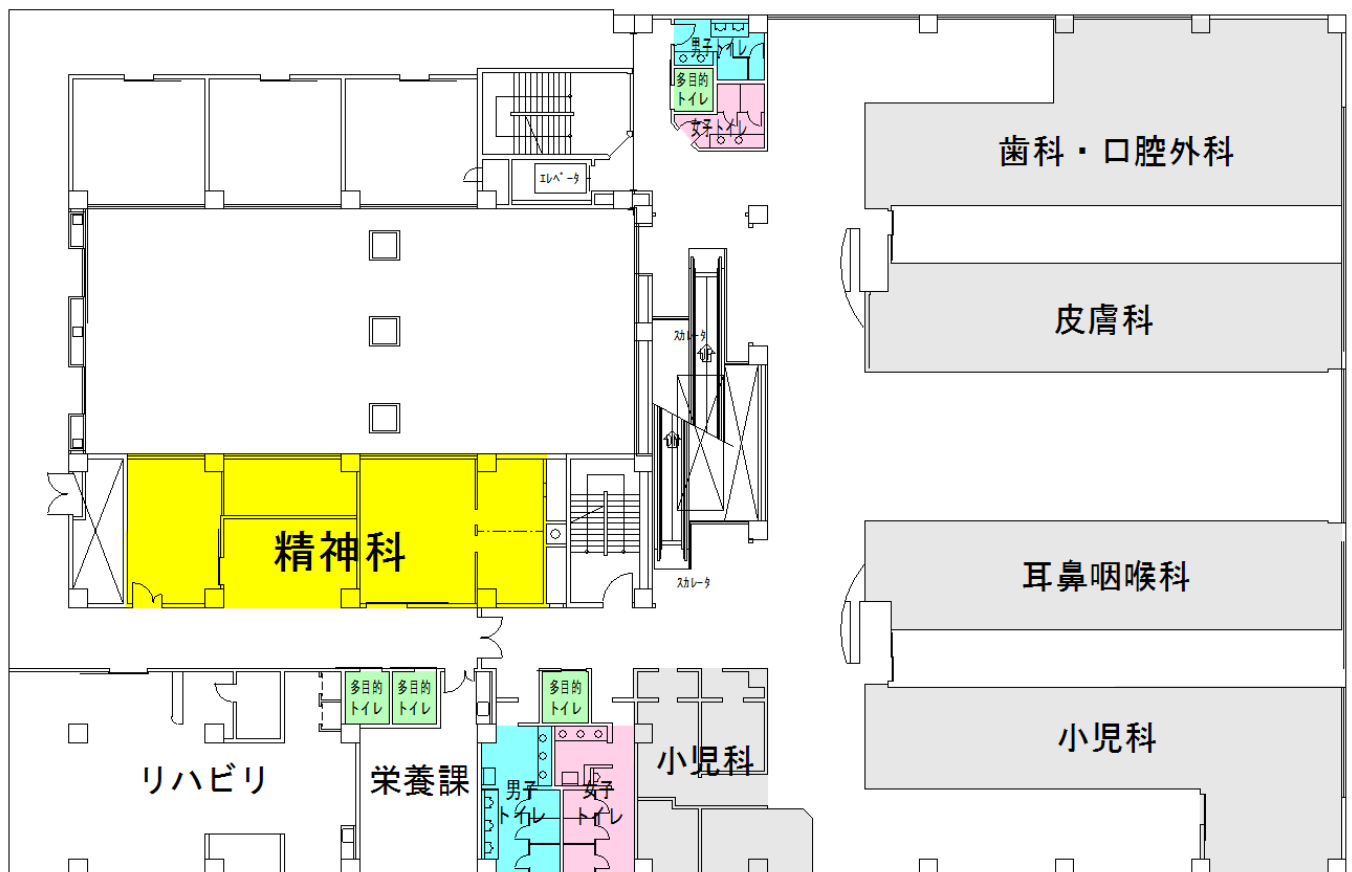 男子トイレ
多目的
トイレ
女子トイレ
歯科・口腔外科
エレベータ
皮膚科
スカレータ
精神科
耳鼻咽喉科
スカレータ
多目的
トイレ
多目的
トイレ
多目的
トイレ
小児科
小児科
リハビリ
栄養課
男子
トイレ
女子
トイレ